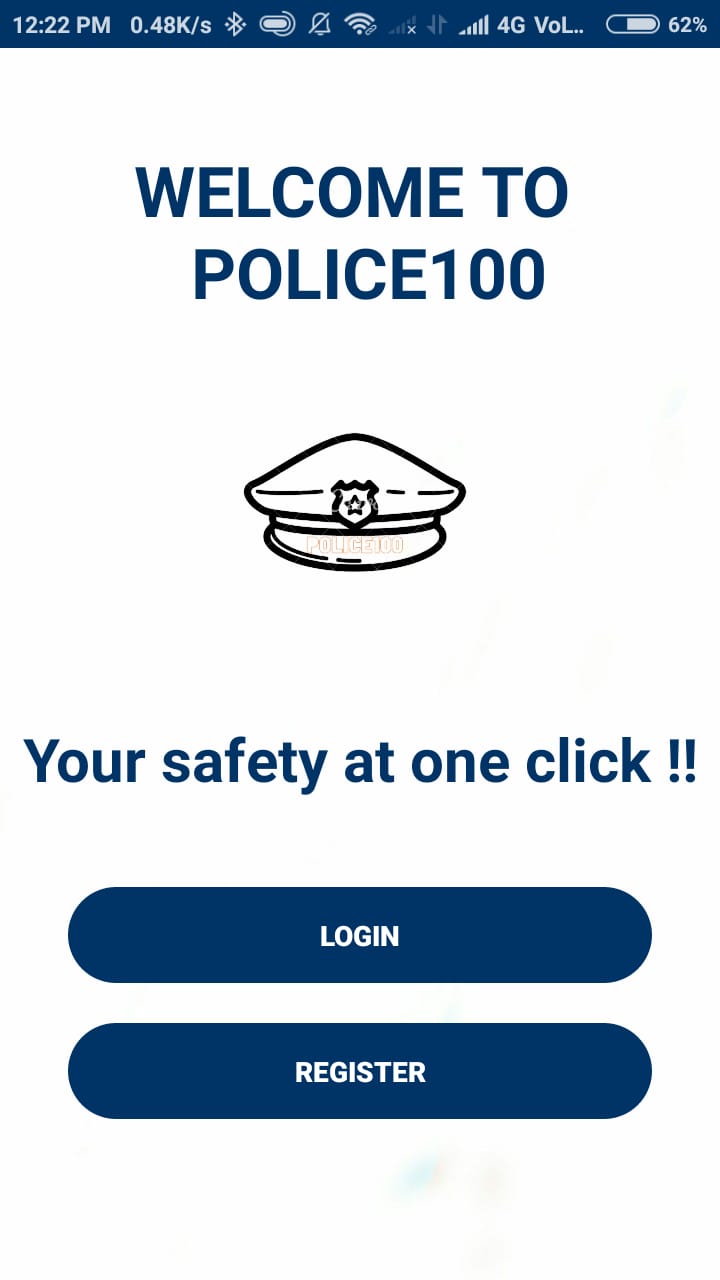 12:22 PM 0.48K/s 4G VoL.. 62%
WELCOME TO
POLICE100
POLICE100
Your safety at one click !!
LOGIN
REGISTER